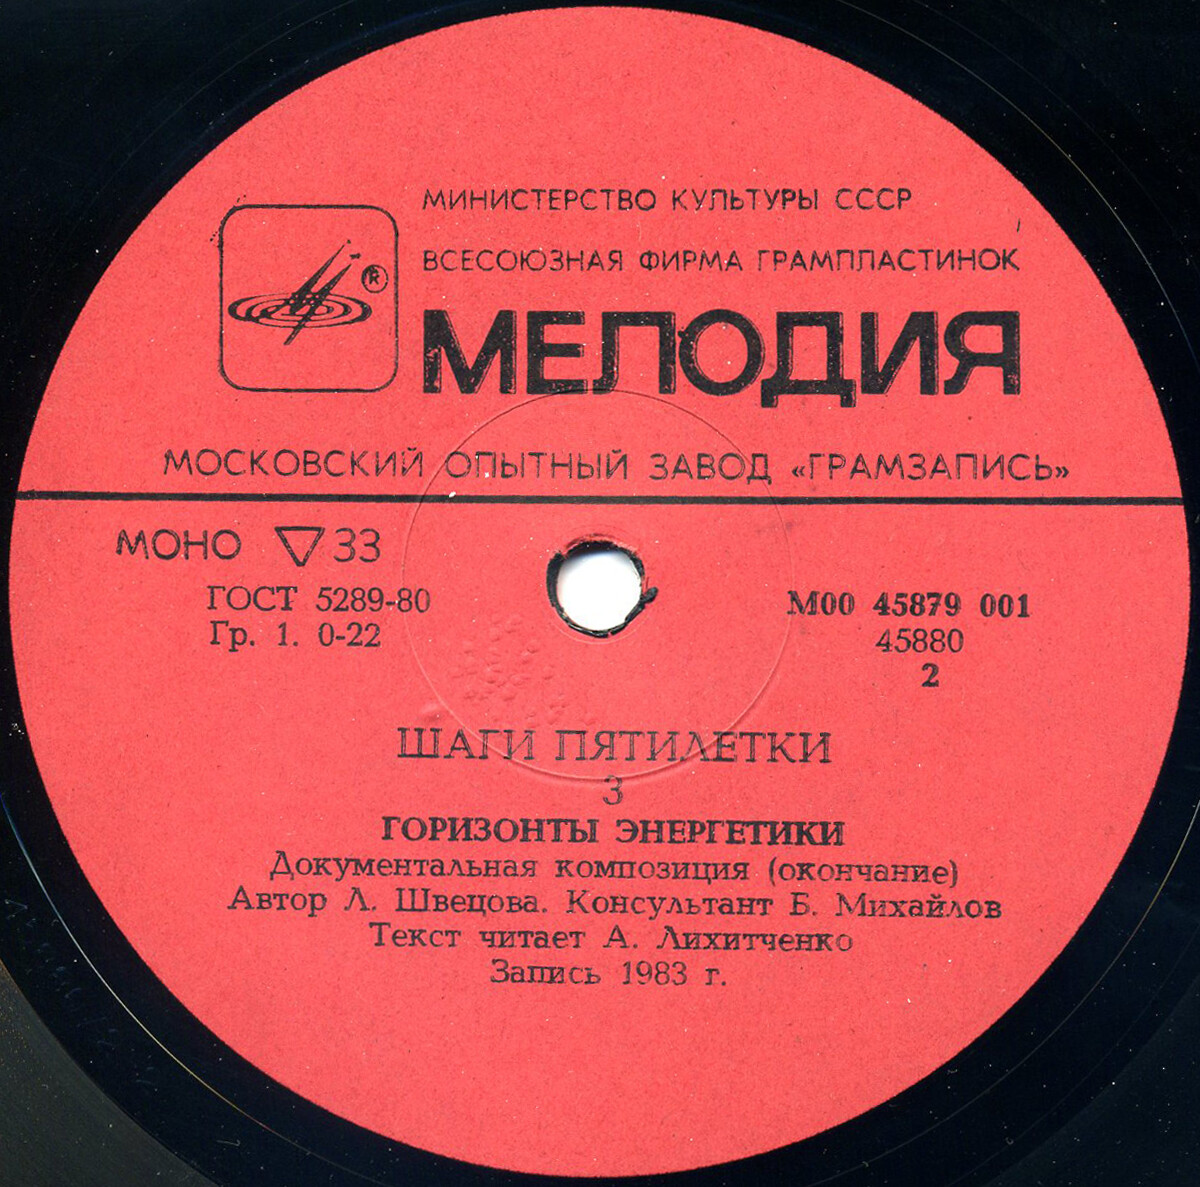 МИНИСТЕРСТВО КУЛЬТУРЫ СССР
ВСЕСОЮЗНАЯ ФИРМА ГРАМПЛАСТИНОК
®
МЕЛОДИЯ
МОСКОВСКИЙ ОПЫТНЫЙ ЗАВОД «ГРАМЗАПИСЬ»
МОНО ▽ 33
ГОСТ 5289-80
Гр. 1. 0-22
М00 45879 001
45880
2
ШАГИ ПЯТИЛЕТКИ
3
ГОРИЗОНТЫ ЭНЕРГЕТИКИ
Документальная композиция (окончание)
Автор Л. Швецова. Консультант Б. Михайлов
Текст читает А. Лихитченко
Запись 1983 г.